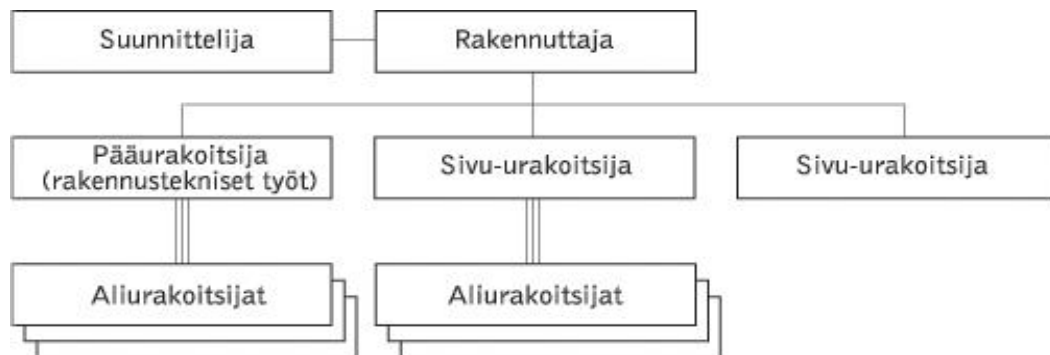 Suunnittelija
Rakennuttaja
Pääurakoitsija
(rakennustekniset työt)
Sivu-urakoitsija
Sivu-urakoitsija
Aliurakoitsijat
Aliurakoitsijat